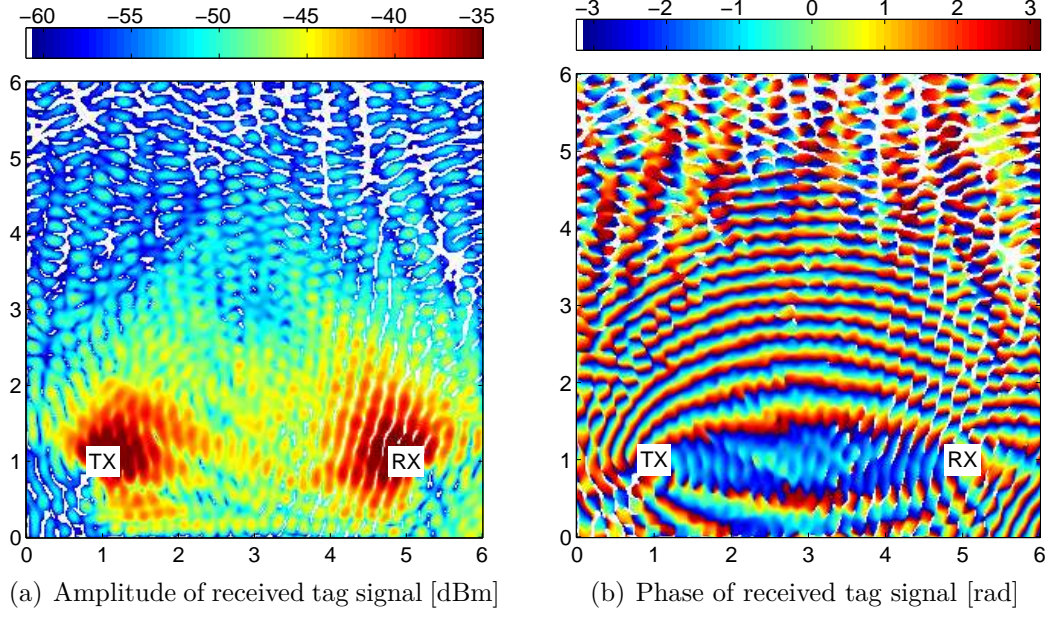 −60 −55 −50 −45 −40 −35
−3 −2 −1 0 1 2 3
6
5
4
3
2
1
0
TX
RX
0 1 2 3 4 5 6
6
5
4
3
2
1
0
TX
RX
0 1 2 3 4 5 6
(a) Amplitude of received tag signal [dBm]
(b) Phase of received tag signal [rad]